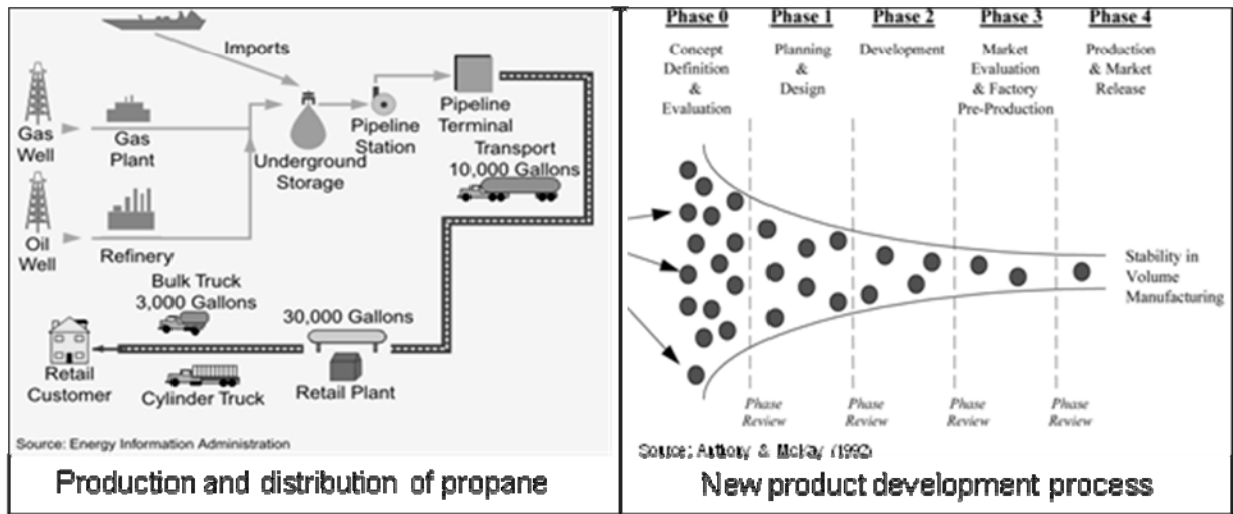 Imports
Gas
Well
Gas
Plant
Underground
Storage
Pipeline
Station
Pipeline
Terminal
Transport
10,000 Gallons
Oil
Well
Refinery
Bulk Truck
3,000 Gallons
30,000 Gallons
Retail
Customer
Cylinder Truck
Retail Plant
Source: Energy Information Administration
Production and distribution of propane
Phase 0
Concept
Definition
&
Evaluation
Phase 1
Planning
&
Design
Phase 2
Development
Phase 3
Market
Evaluation
& Factory
Pre-Production
Phase 4
Production
& Market
Release
Stability in
Volume
Manufacturing
Phase
Review
Phase
Review
Phase
Review
Phase
Review
Source: Anthony & McKay (1992)
New product development process